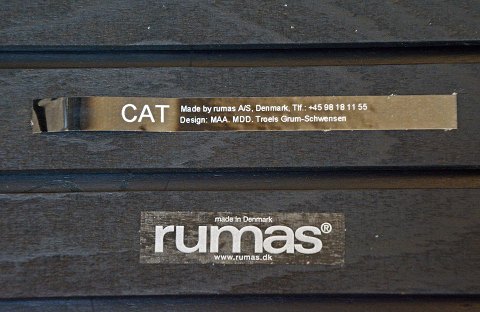 CAT
Made by rumas A/S, Denmark, Tlf.: +45 98 18 11 55
Design: MAA. MDD. Troels Grum-Schwensen
made in Denmark
rumas®
www.rumas.dk